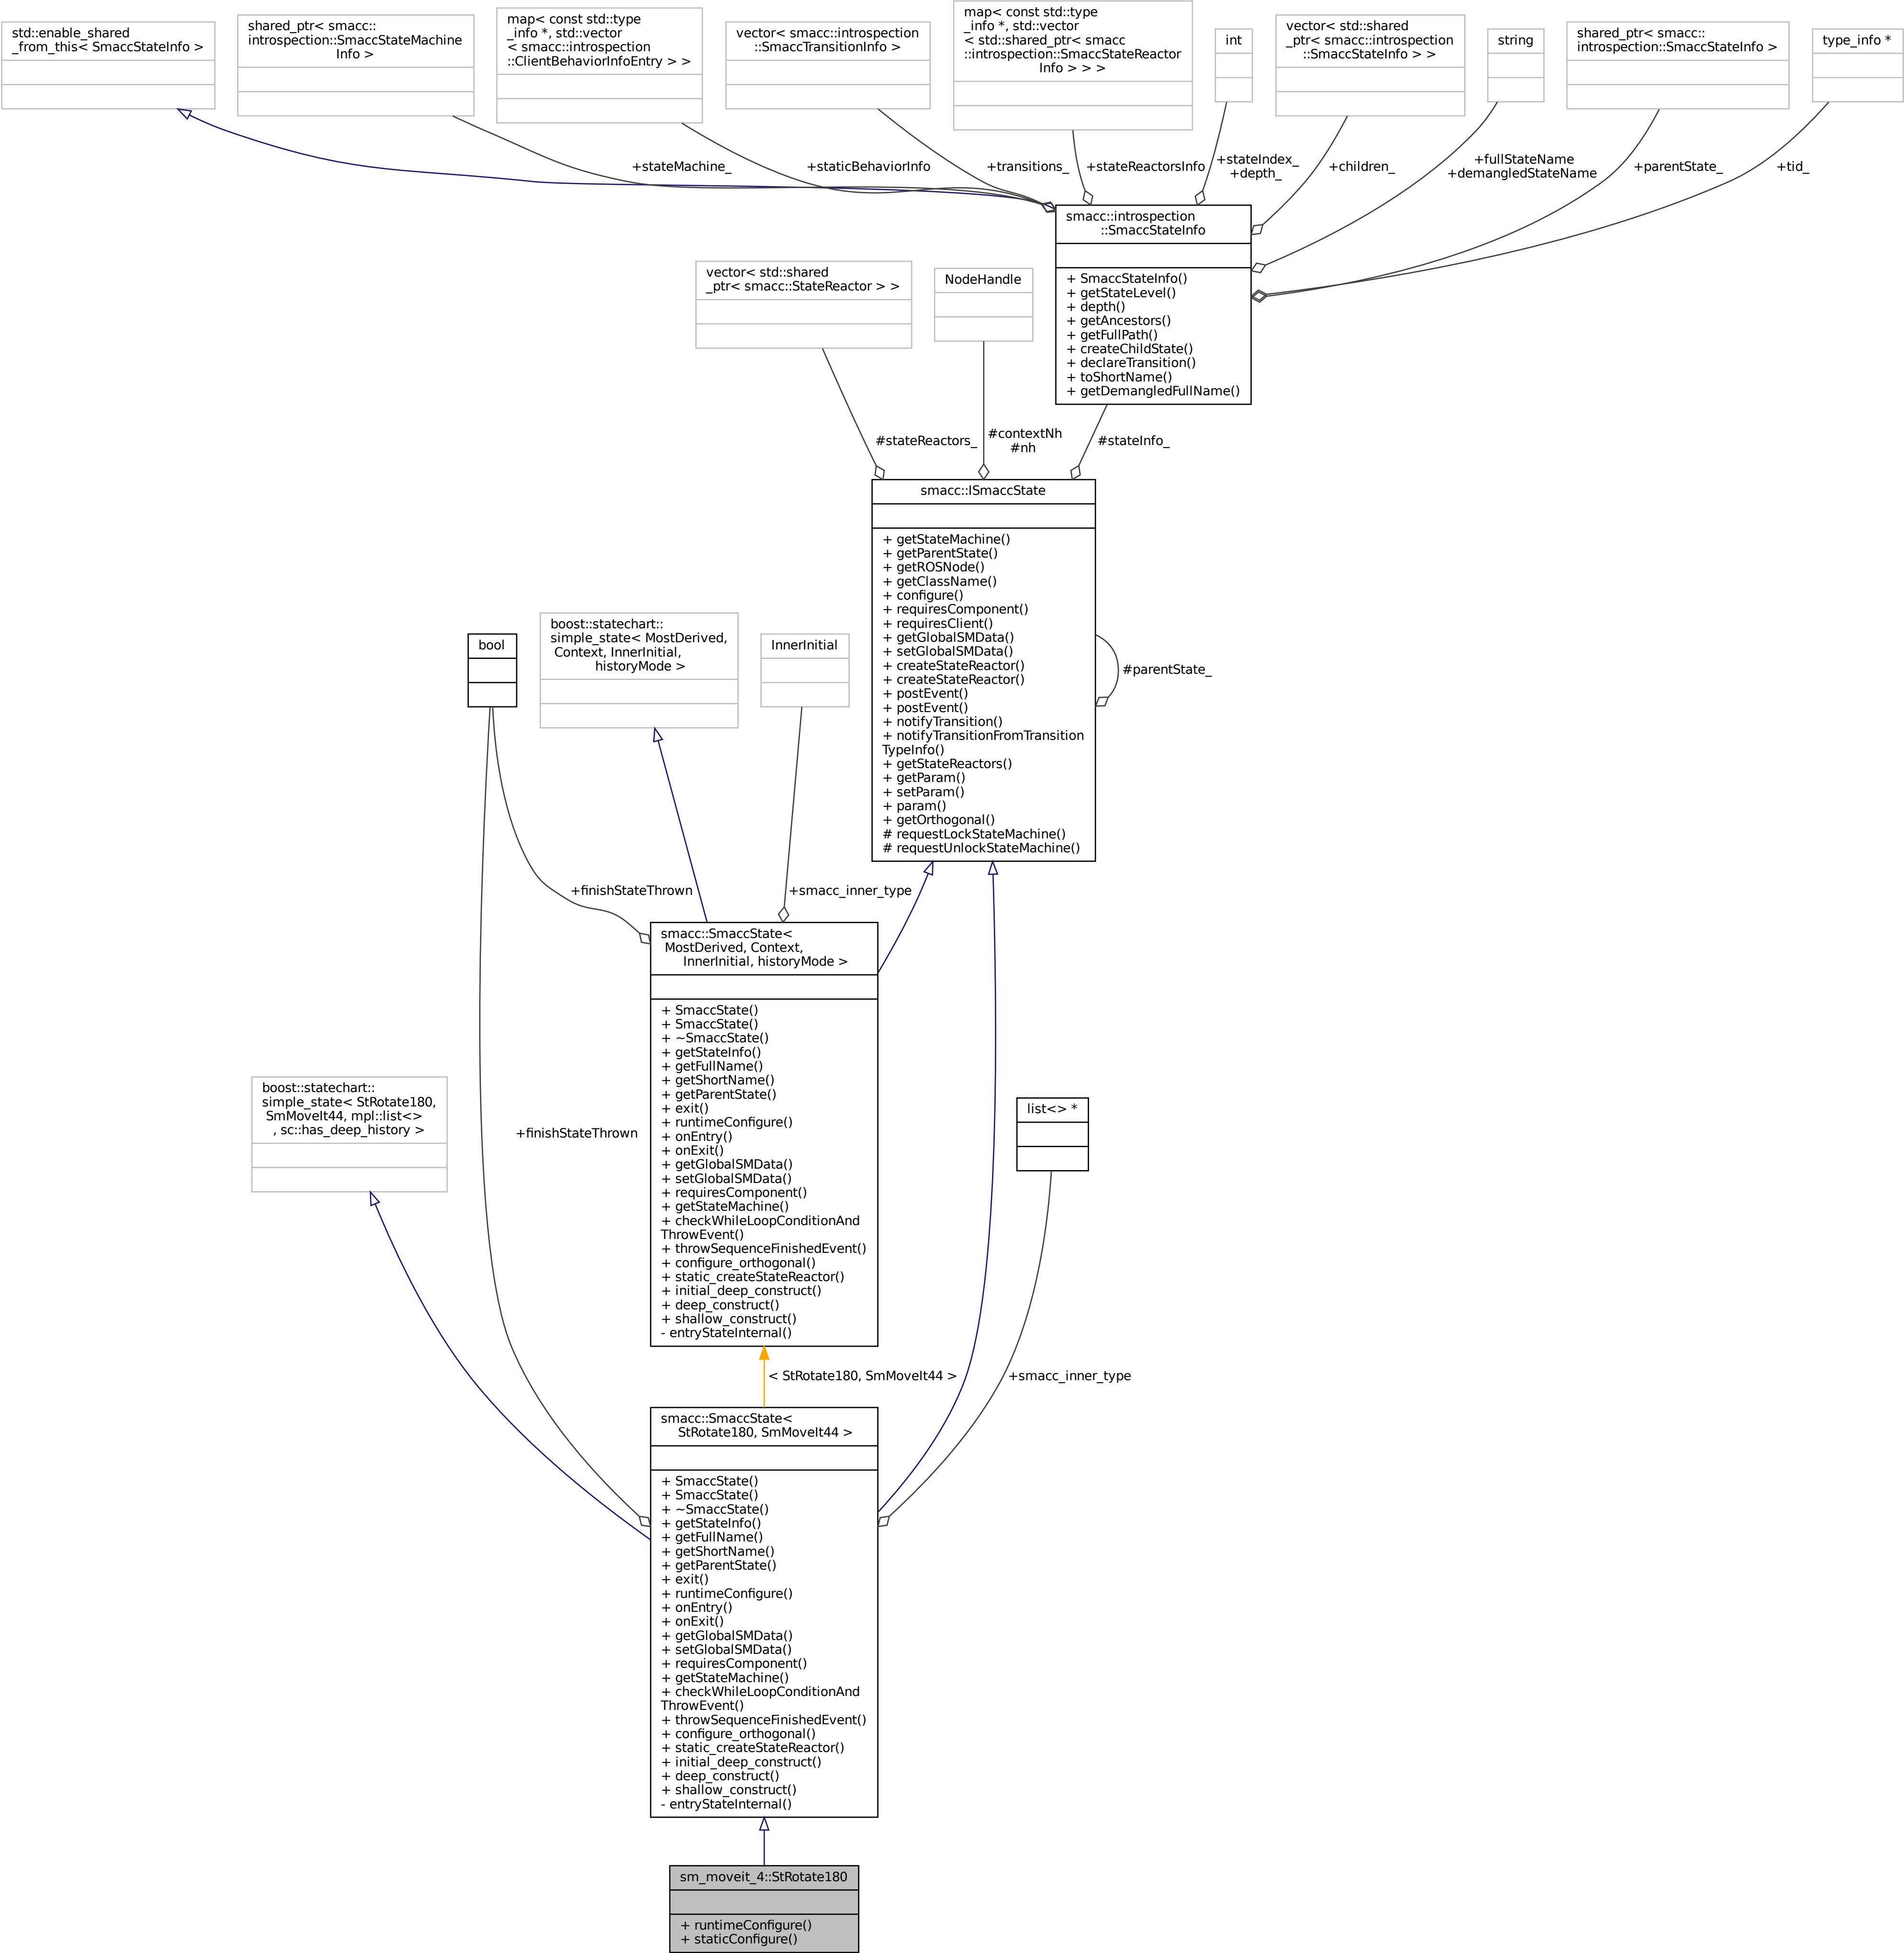 std::enable_shared
_from_this< SmaccStateInfo >
shared_ptr< smacc::
introspection::SmaccStateMachine
Info >
map< const std::type
_info *, std::vector
< smacc::introspection
::ClientBehaviorInfoEntry > >
vector< smacc::introspection
::SmaccTransitionInfo >
map< const std::type
_info *, std::vector
< std::shared_ptr< smacc
::introspection::SmaccStateReactor
Info > > >
int
vector< std::shared
_ptr< smacc::introspection
::SmaccStateInfo > >
string
shared_ptr< smacc::
introspection::SmaccStateInfo >
type_info *
+stateMachine_
+staticBehaviorInfo
+transitions_
+stateReactorsInfo
+stateIndex_
+depth_
+children_
+fullStateName
+demangledStateName
+parentState_
+tid_
smacc::introspection
::SmaccStateInfo
+ SmaccStateInfo()
+ getStateLevel()
+ depth()
+ getAncestors()
+ getFullPath()
+ createChildState()
+ declareTransition()
+ toShortName()
+ getDemangledFullName()
vector< std::shared
_ptr< smacc::StateReactor > >
NodeHandle
#stateReactors_
#contextNh
#nh
#stateInfo_
smacc::ISmaccState
+ getStateMachine()
+ getParentState()
+ getROSNode()
+ getClassName()
+ configure()
+ requiresComponent()
+ requiresClient()
+ getGlobalSMData()
+ setGlobalSMData()
+ createStateReactor()
+ createStateReactor()
+ postEvent()
+ postEvent()
+ notifyTransition()
+ notifyTransitionFromTransition
TypeInfo()
+ getStateReactors()
+ getParam()
+ setParam()
+ param()
+ getOrthogonal()
# requestLockStateMachine()
# requestUnlockStateMachine()
#parentState_
bool
boost::statechart::
simple_state< MostDerived,
Context, InnerInitial,
historyMode >
InnerInitial
+finishStateThrown
+smacc_inner_type
smacc::SmaccState<
MostDerived, Context,
InnerInitial, historyMode >
+ SmaccState()
+ SmaccState()
+ ~SmaccState()
+ getStateInfo()
+ getFullName()
+ getShortName()
+ getParentState()
+ exit()
+ runtimeConfigure()
+ onEntry()
+ onExit()
+ getGlobalSMData()
+ setGlobalSMData()
+ requiresComponent()
+ getStateMachine()
+ checkWhileLoopConditionAnd
ThrowEvent()
+ throwSequenceFinishedEvent()
+ configure_orthogonal()
+ static_createStateReactor()
+ initial_deep_construct()
+ deep_construct()
+ shallow_construct()
- entryStateInternal()
boost::statechart::
simple_state< StRotate180,
SmMoveIt44, mpl::list<>
, sc::has_deep_history >
+finishStateThrown
list<> *
< StRotate180, SmMoveIt44 >
+smacc_inner_type
smacc::SmaccState<
StRotate180, SmMoveIt44 >
+ SmaccState()
+ SmaccState()
+ ~SmaccState()
+ getStateInfo()
+ getFullName()
+ getShortName()
+ getParentState()
+ exit()
+ runtimeConfigure()
+ onEntry()
+ onExit()
+ getGlobalSMData()
+ setGlobalSMData()
+ requiresComponent()
+ getStateMachine()
+ checkWhileLoopConditionAnd
ThrowEvent()
+ throwSequenceFinishedEvent()
+ configure_orthogonal()
+ static_createStateReactor()
+ initial_deep_construct()
+ deep_construct()
+ shallow_construct()
- entryStateInternal()
sm_moveit_4::StRotate180
+ runtimeConfigure()
+ staticConfigure()